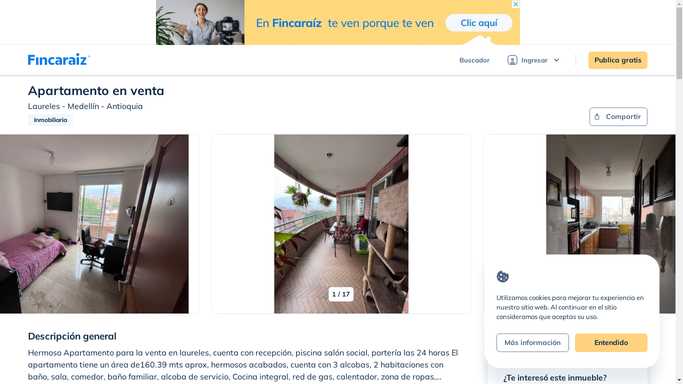 En Fincaraíz te ven porque te ven
Clic aquí
Fincaraíz
Buscador
Ingresar
Publica gratis
Apartamento en venta
Laureles - Medellín - Antioquia
Inmobiliaria
Compartir
1 / 17
Utilizamos cookies para mejorar tu experiencia en
nuestro sitio web. Al continuar en el sitio
consideramos que aceptas su uso.
Más información
Entendido
Descripción general
Hermoso Apartamento para la venta en laureles, cuenta con recepción, piscina salón social, portería las 24 horas El
apartamento tiene un área de160.39 mts aprox, hermosos acabados, cuenta con 3 alcobas, 2 habitaciones con
baño, sala, comedor, baño familiar, alcoba de servicio, Cocina integral, red de gas, calentador, zona de ropas,...
¿Te interesó este inmueble?